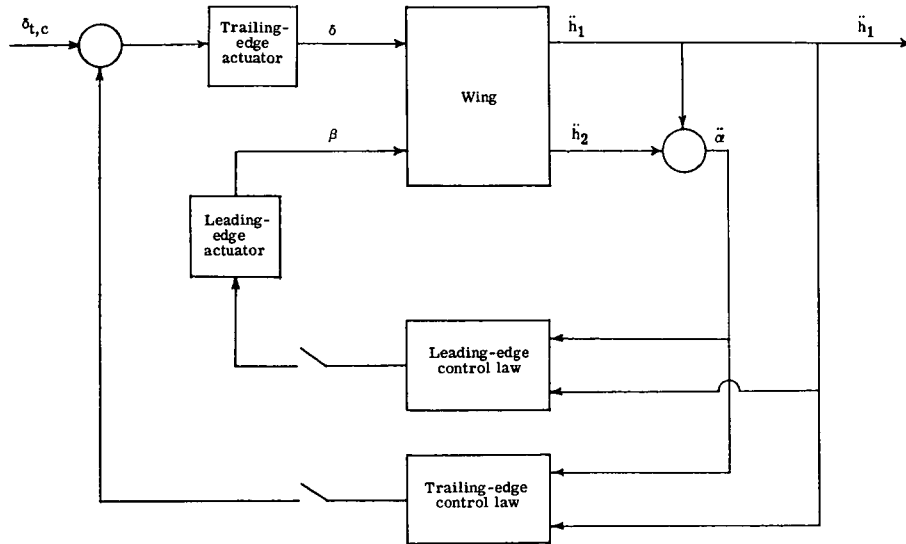 δt,c
Trailing-
edge
actuator
δ
Wing
ḧ1
ḧ1
β
ḧ2
α̈
Leading-
edge
actuator
Leading-edge
control law
Trailing-edge
control law